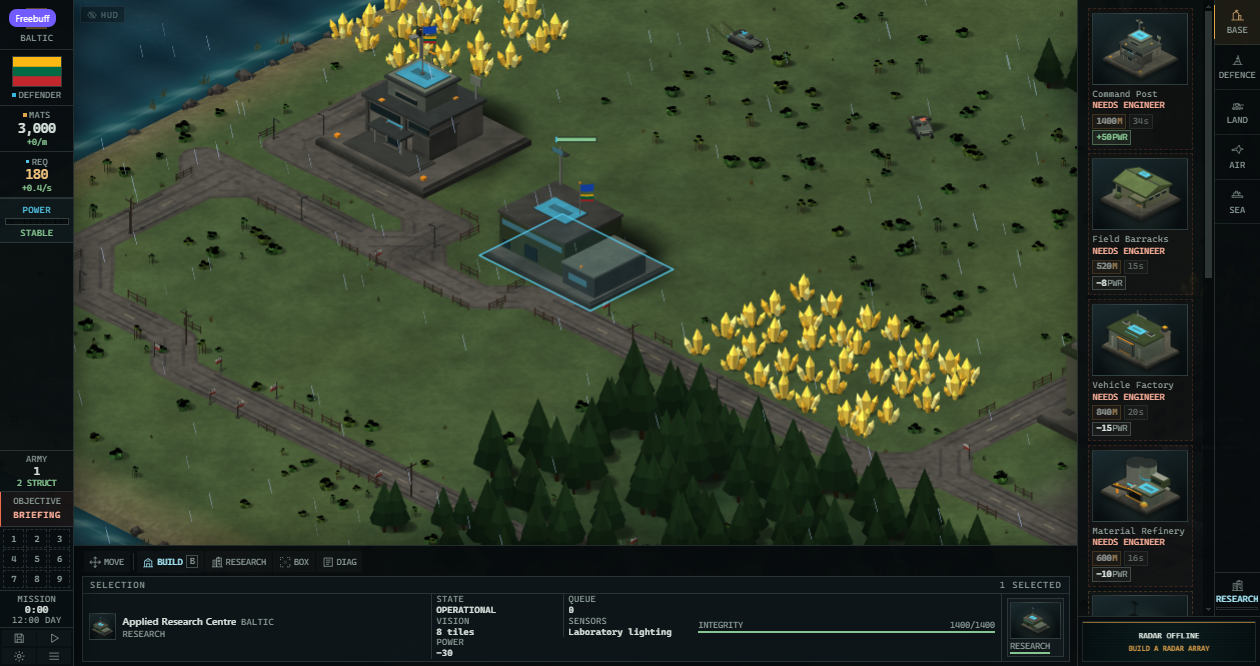 Freebuff
BALTIC
DEFENDER
MATS
3,000
+0/m
REQ
180
+0.4/s
POWER
STABLE
ARMY
1
2 STRUCT
OBJECTIVE
BRIEFING
1 2 3
4 5 6
7 8 9
MISSION
0:00
12:00 DAY
HUD
MOVE
BUILD B
RESEARCH
BOX
DIAG
SELECTION
1 SELECTED
Applied Research Centre BALTIC
RESEARCH
STATE
OPERATIONAL
VISION
8 tiles
POWER
−30
QUEUE
0
SENSORS
Laboratory lighting
INTEGRITY 1400/1400
RESEARCH
Command Post
NEEDS ENGINEER
1400M 34s
+50PWR
Field Barracks
NEEDS ENGINEER
520M 15s
−8PWR
Vehicle Factory
NEEDS ENGINEER
840M 20s
−15PWR
Material Refinery
NEEDS ENGINEER
600M 16s
−10PWR
BASE
DEFENCE
LAND
AIR
SEA
RESEARCH
RADAR OFFLINE
BUILD A RADAR ARRAY